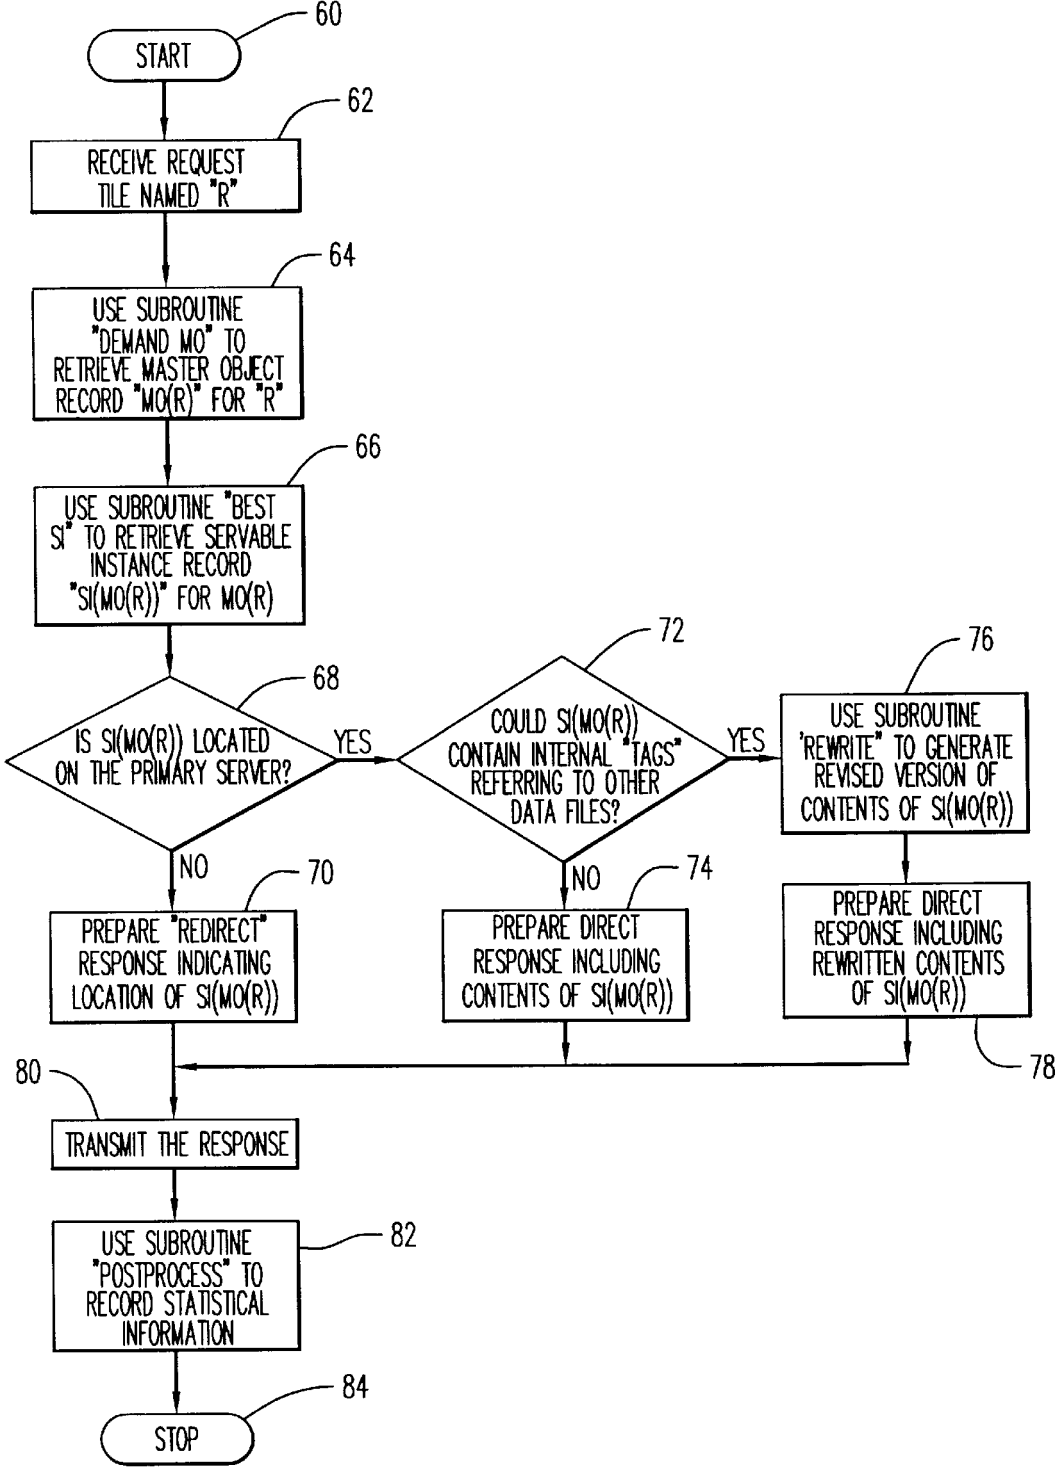 60
START
62
RECEIVE REQUEST
TILE NAMED "R"
64
USE SUBROUTINE
"DEMAND MO" TO
RETRIEVE MASTER OBJECT
RECORD "MO(R)" FOR "R"
66
USE SUBROUTINE "BEST
SI" TO RETRIEVE SERVABLE
INSTANCE RECORD
"SI(MO(R))" FOR MO(R)
68
IS SI(MO(R)) LOCATED
ON THE PRIMARY SERVER?
YES
NO
72
COULD SI(MO(R))
CONTAIN INTERNAL "TAGS"
REFERRING TO OTHER
DATA FILES?
YES
NO
76
USE SUBROUTINE
'REWRITE" TO GENERATE
REVISED VERSION OF
CONTENTS OF SI(MO(R))
70
PREPARE "REDIRECT"
RESPONSE INDICATING
LOCATION OF SI(MO(R))
74
PREPARE DIRECT
RESPONSE INCLUDING
CONTENTS OF SI(MO(R))
PREPARE DIRECT
RESPONSE INCLUDING
REWRITTEN CONTENTS
OF SI(MO(R))
78
80
TRANSMIT THE RESPONSE
82
USE SUBROUTINE
"POSTPROCESS" TO
RECORD STATISTICAL
INFORMATION
84
STOP